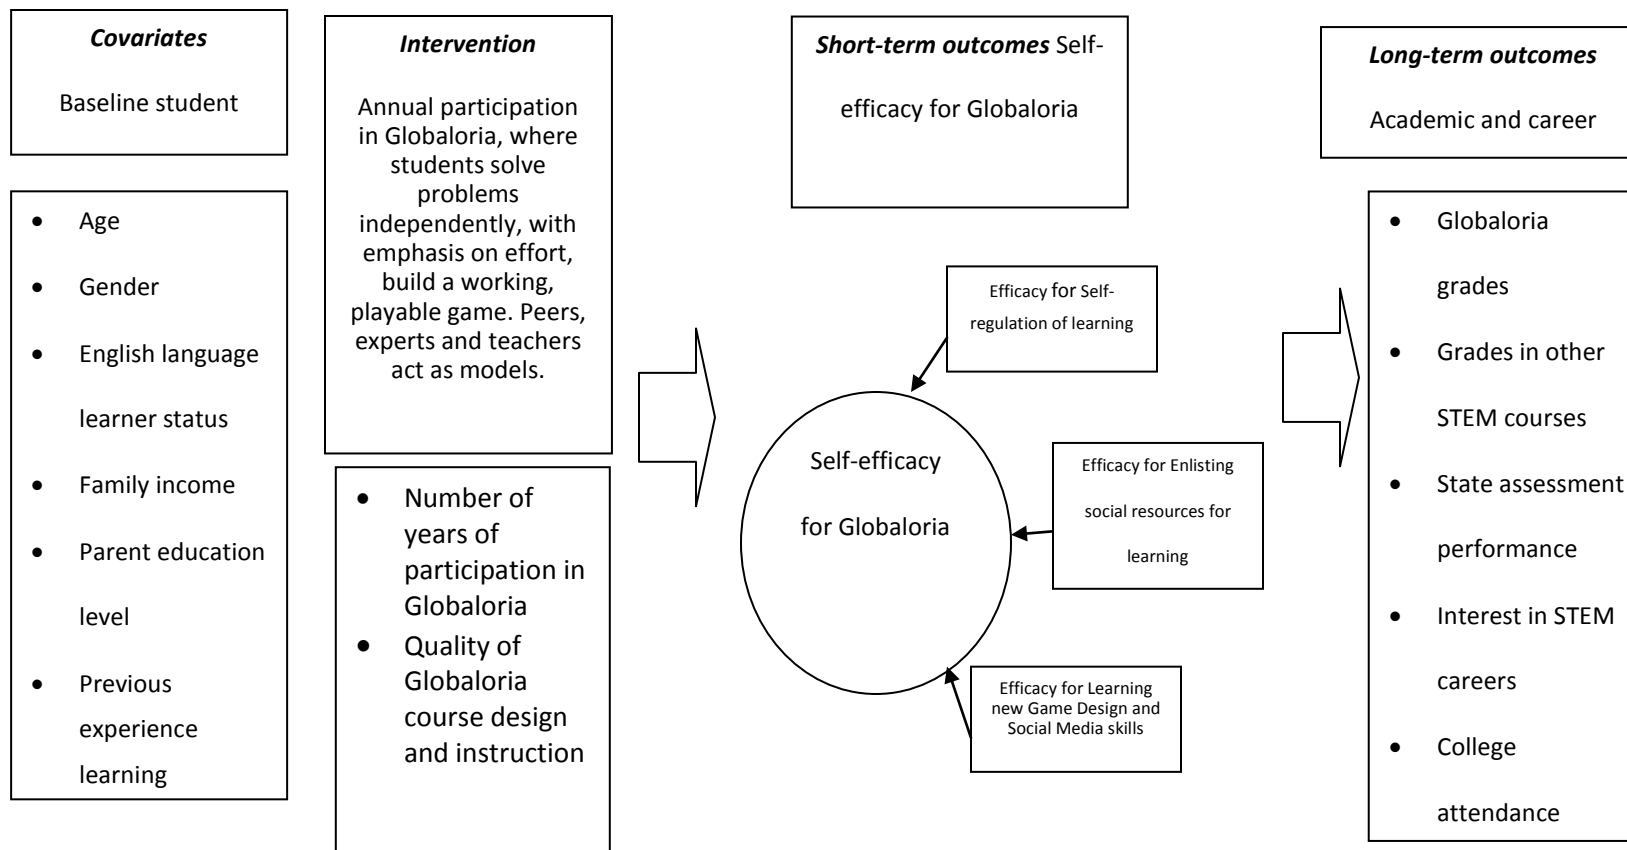 Covariates
Baseline student
Age
Gender
English language
learner status
Family income
Parent education
level
Previous
experience
learning
Intervention
Annual participation
in Globaloria, where
students solve
problems
independently, with
emphasis on effort,
build a working,
playable game. Peers,
experts and teachers
act as models.
Number of
years of
participation in
Globaloria
Quality of
Globaloria
course design
and instruction
Short-term outcomes Self-
efficacy for Globaloria
Efficacy for Self-
regulation of learning
Self-efficacy
for Globaloria
Efficacy for Enlisting
social resources for
learning
Efficacy for Learning
new Game Design and
Social Media skills
Long-term outcomes
Academic and career
Globaloria
grades
Grades in other
STEM courses
State assessment
performance
Interest in STEM
careers
College
attendance